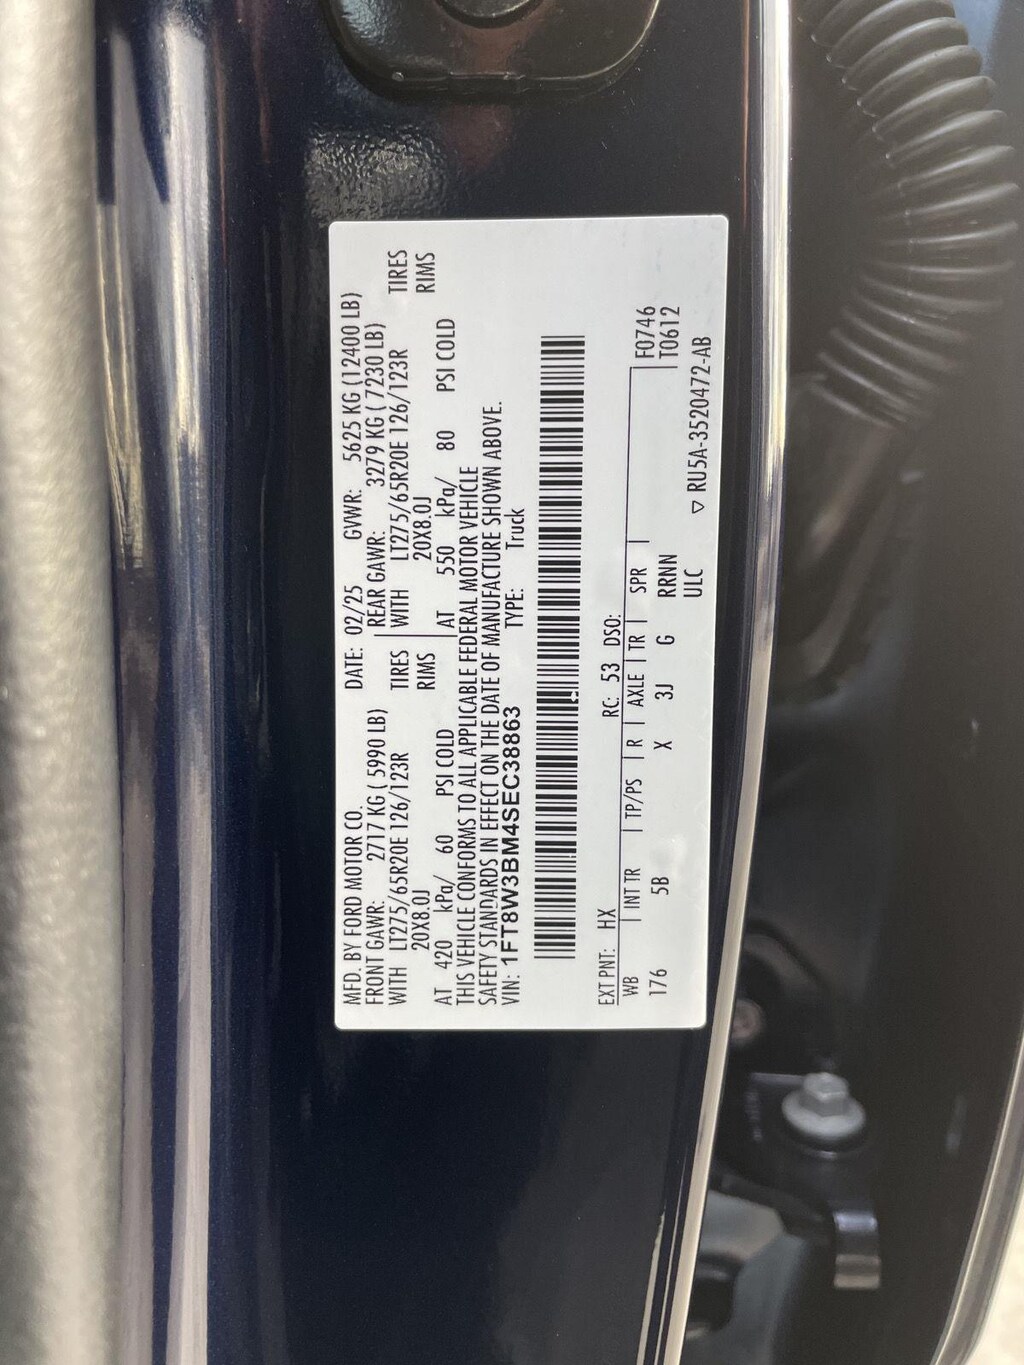 MFD. BY FORD MOTOR CO. DATE: 02/25 GVWR: 5625 KG (12400 LB)
FRONT GAWR: 2717 KG ( 5990 LB) REAR GAWR: 3279 KG ( 7230 LB)
WITH LT275/65R20E 126/123R TIRES WITH LT275/65R20E 126/123R TIRES
20X8.0J RIMS 20X8.0J RIMS
AT 420 kPa/ 60 PSI COLD AT 550 kPa/ 80 PSI COLD
THIS VEHICLE CONFORMS TO ALL APPLICABLE FEDERAL MOTOR VEHICLE
SAFETY STANDARDS IN EFFECT ON THE DATE OF MANUFACTURE SHOWN ABOVE.
VIN: 1FT8W3BM4SEC38863 TYPE: Truck
EXT PNT: HX RC: 53 DSO:
WB | INT TR | TP/PS | R | AXLE | TR | SPR | F0746
176 5B X 3J G RRNN T0612
ULC
▽ RU5A-3520472-AB